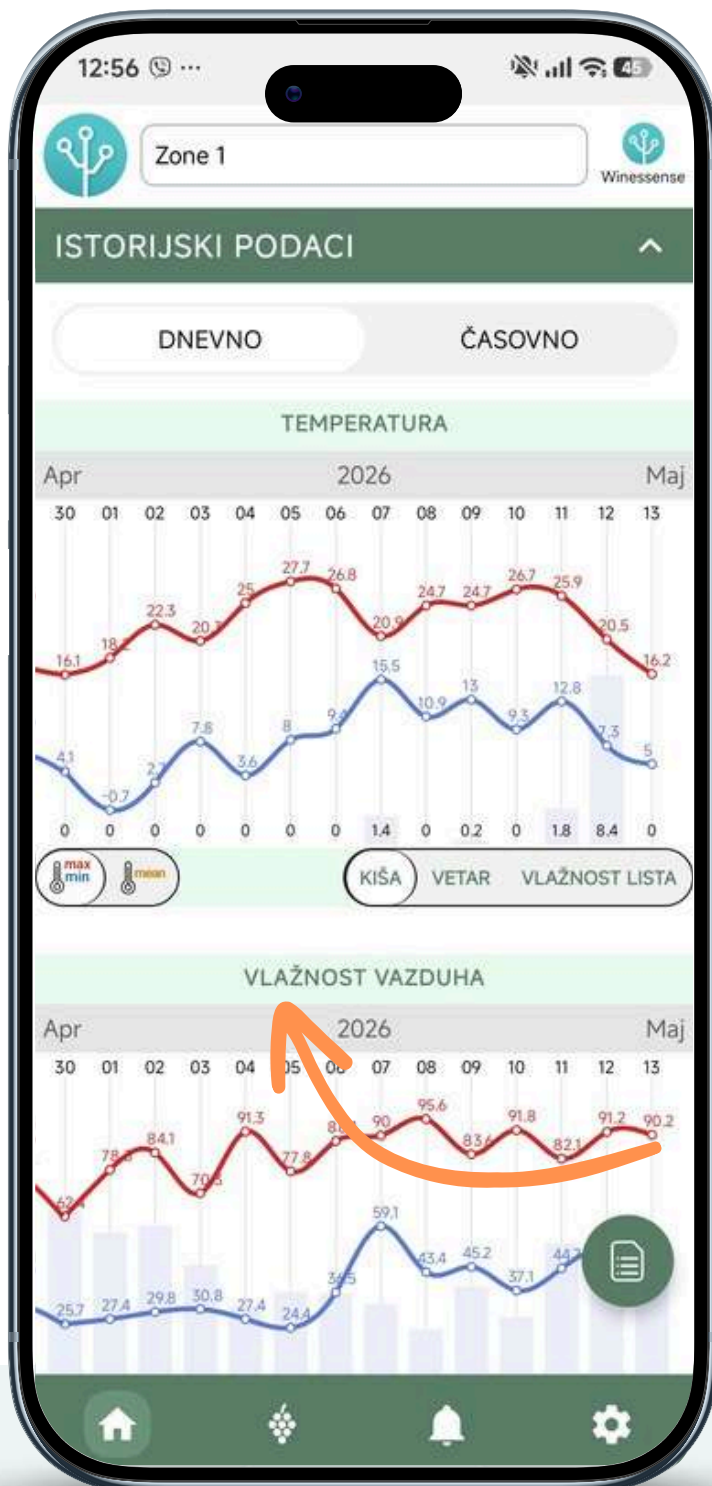 12:56 ...
45
Zone 1
Winessense
ISTORIJSKI PODACI
DNEVNO ČASOVNO
TEMPERATURA
Apr 2026 Maj
30 01 02 03 04 05 06 07 08 09 10 11 12 13
27.7 26.8 26.7 25.9
25 24.7 24.7
22.3 20.9 20.5
16.1 16.2
15.5
13 12.8
10.9
7.8 8 9.3 7.3
4.1 3.6 5
-0.7
0 0 0 0 0 0 0 1.4 0 0.2 0 1.8 8.4 0
max
min mean KIŠA VETAR VLAŽNOST LISTA
VLAŽNOST VAZDUHA
Apr 2026 Maj
30 01 02 03 04 05 06 07 08 09 10 11 12 13
91.3 90 95.6 91.8 91.2 90.2
84.1 83.6 82.1
77.8
59.1
43.4 45.2
36.5 37.1
25.7 27.4 29.8 30.8 27.4 24.4